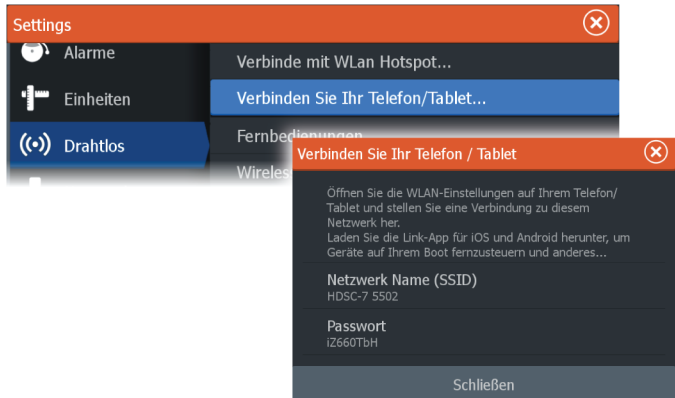 Settings
Alarme
Einheiten
Drahtlos
Verbinde mit WLan Hotspot...
Verbinden Sie Ihr Telefon/Tablet...
Fernbedienungen
Wireles
Verbinden Sie Ihr Telefon / Tablet
Öffnen Sie die WLAN-Einstellungen auf Ihrem Telefon/
Tablet und stellen Sie eine Verbindung zu diesem
Netzwerk her.
Laden Sie die Link-App für iOS und Android herunter, um
Geräte auf Ihrem Boot fernzusteuern und anderes...
Netzwerk Name (SSID)
HDSC-7 5502
Passwort
iZ660TbH
Schließen